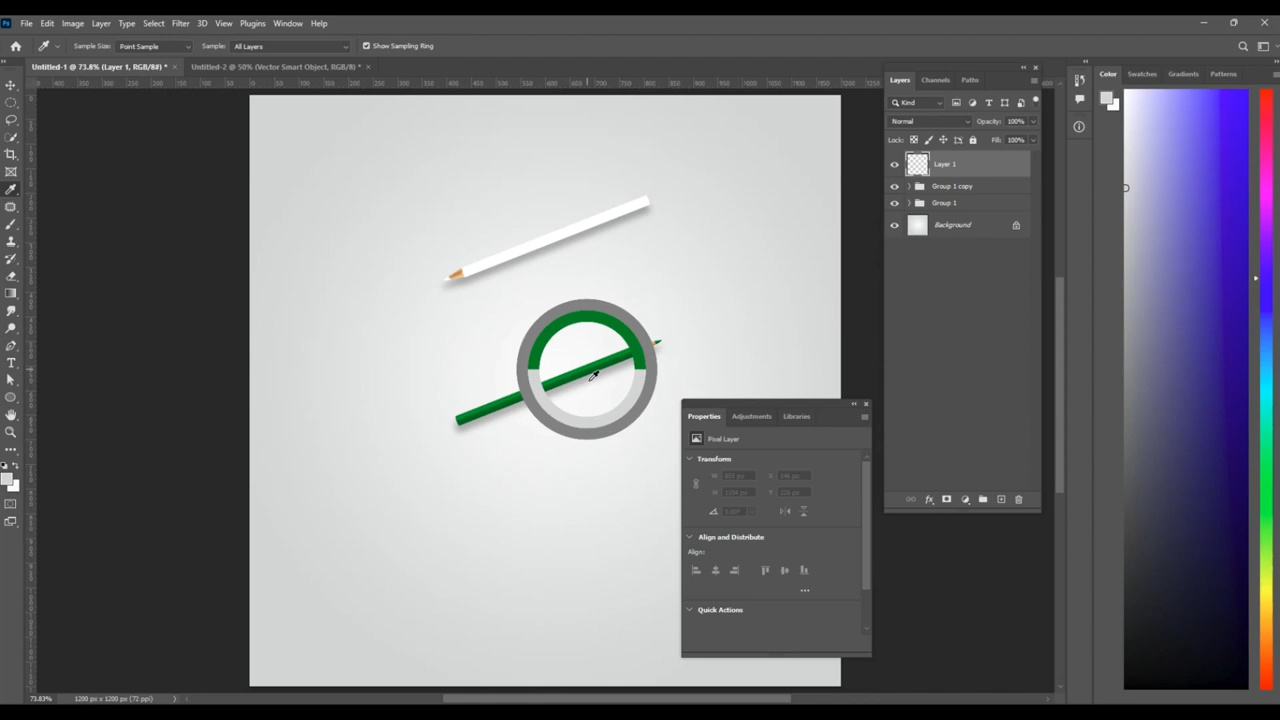 Ps File Edit Image Layer Type Select Filter 3D View Plugins Window Help
Sample Size: Point Sample Sample: All Layers Show Sampling Ring
Untitled-1 @ 73.8% (Layer 1, RGB/8#) * × Untitled-2 @ 50% (Vector Smart Object, RGB/8) * ×
Layers Channels Paths
Kind
Normal Opacity: 100%
Lock: Fill: 100%
Layer 1
Group 1 copy
Group 1
Background
Color Swatches Gradients Patterns
Properties Adjustments Libraries
Pixel Layer
Transform
W X
H Y
Align and Distribute
Align:
Quick Actions
73.83% 1200 px x 1200 px (72 ppi)